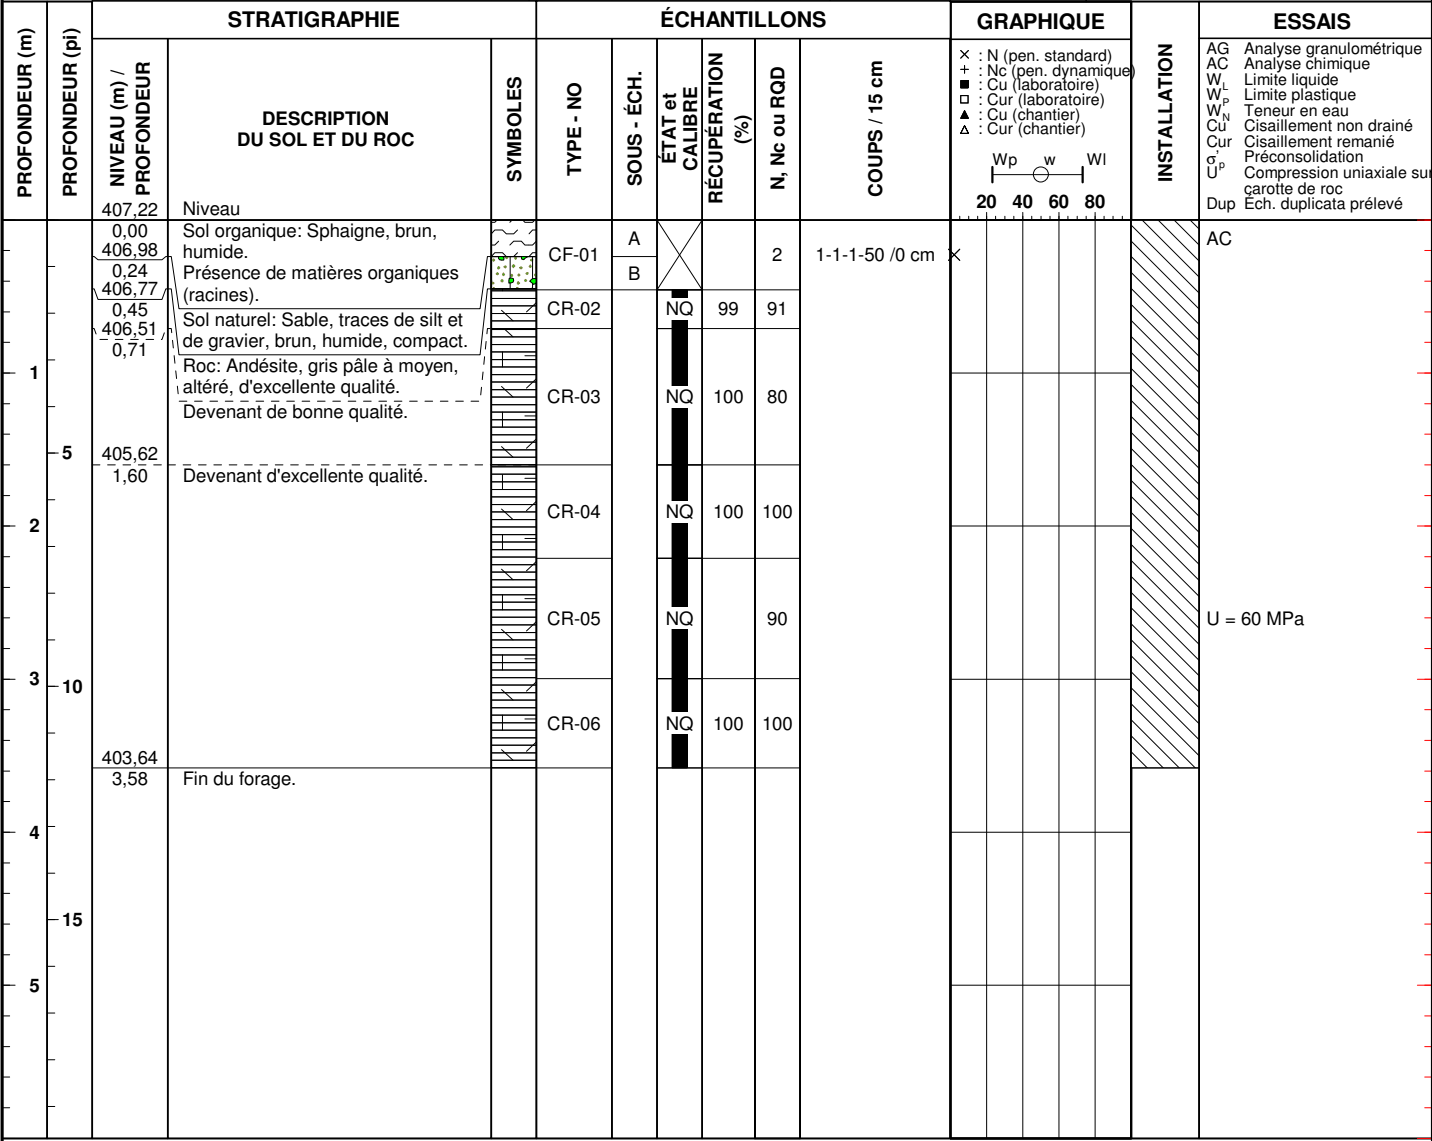 STRATIGRAPHIE
ÉCHANTILLONS
GRAPHIQUE
ESSAIS
PROFONDEUR (m)
PROFONDEUR (pi)
NIVEAU (m) /
PROFONDEUR
DESCRIPTION
DU SOL ET DU ROC
SYMBOLES
TYPE - NO
SOUS - ÉCH.
ÉTAT et
CALIBRE
RÉCUPÉRATION
(%)
N, Nc ou RQD
COUPS / 15 cm
× : N (pen. standard)
+ : Nc (pen. dynamique)
■ : Cu (laboratoire)
□ : Cur (laboratoire)
▲ : Cu (chantier)
△ : Cur (chantier)
Wp w Wl
20 40 60 80
INSTALLATION
AG Analyse granulométrique
AC Analyse chimique
W_L Limite liquide
W_P Limite plastique
W_N Teneur en eau
Cu Cisaillement non drainé
Cur Cisaillement remanié
σ'p Préconsolidation
U Compression uniaxiale sur
carotte de roc
Dup Éch. duplicata prélevé
407,22 Niveau
0,00 Sol organique: Sphaigne, brun,
humide.
Présence de matières organiques
(racines).
406,98
0,24
Sol naturel: Sable, traces de silt et
de gravier, brun, humide, compact.
406,77
0,45
Roc: Andésite, gris pâle à moyen,
altéré, d'excellente qualité.
406,51
0,71
Devenant de bonne qualité.
405,62
1,60 Devenant d'excellente qualité.
403,64
3,58 Fin du forage.
CF-01 A B 2 1-1-1-50 /0 cm × AC
CR-02 NQ 99 91
CR-03 NQ 100 80
CR-04 NQ 100 100
CR-05 NQ 90 U = 60 MPa
CR-06 NQ 100 100
1
2
3
4
5
5
10
15